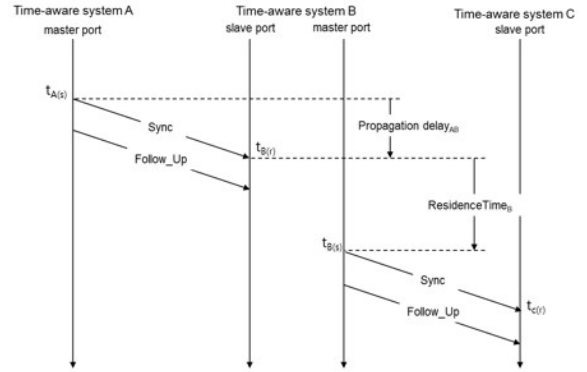 Time-aware system A
master port
Time-aware system B
slave port
master port
Time-aware system C
slave port
tA(s)
Sync
Propagation delayAB
tB(r)
Follow_Up
ResidenceTimeB
tB(s)
Sync
tc(r)
Follow_Up